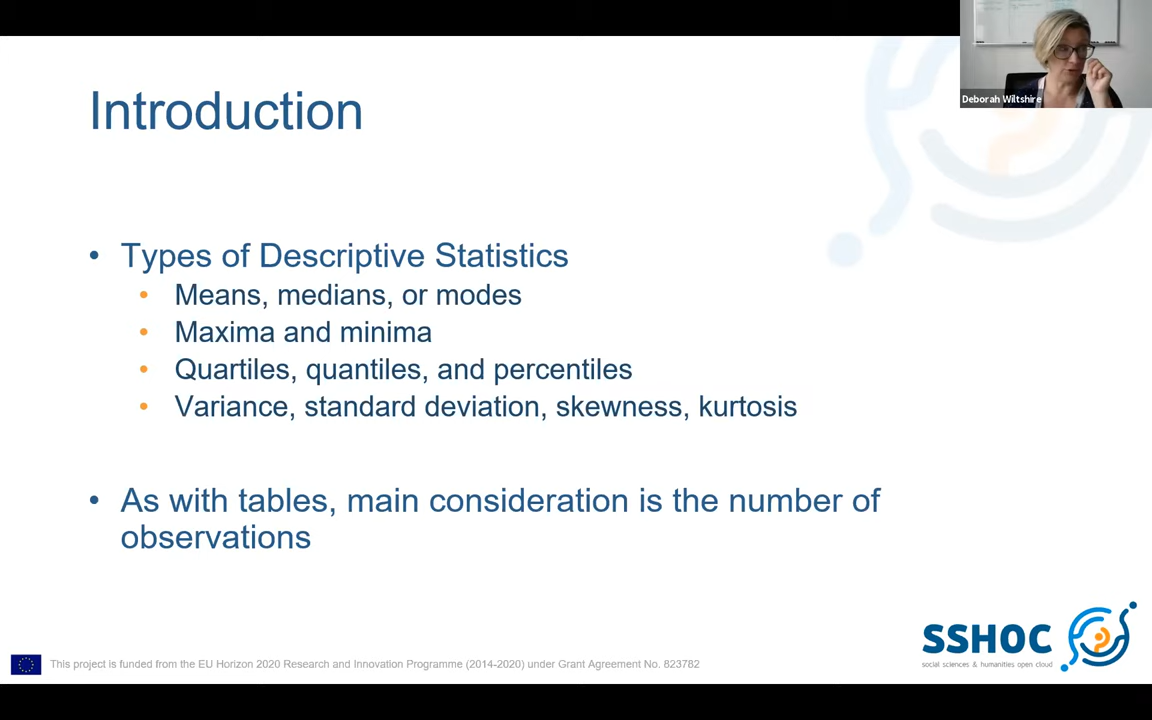 Deborah Wiltshire
Introduction
• Types of Descriptive Statistics
• Means, medians, or modes
• Maxima and minima
• Quartiles, quantiles, and percentiles
• Variance, standard deviation, skewness, kurtosis
• As with tables, main consideration is the number of
observations
SSHOC
social sciences & humanities open cloud
This project is funded from the EU Horizon 2020 Research and Innovation Programme (2014-2020) under Grant Agreement No. 823782